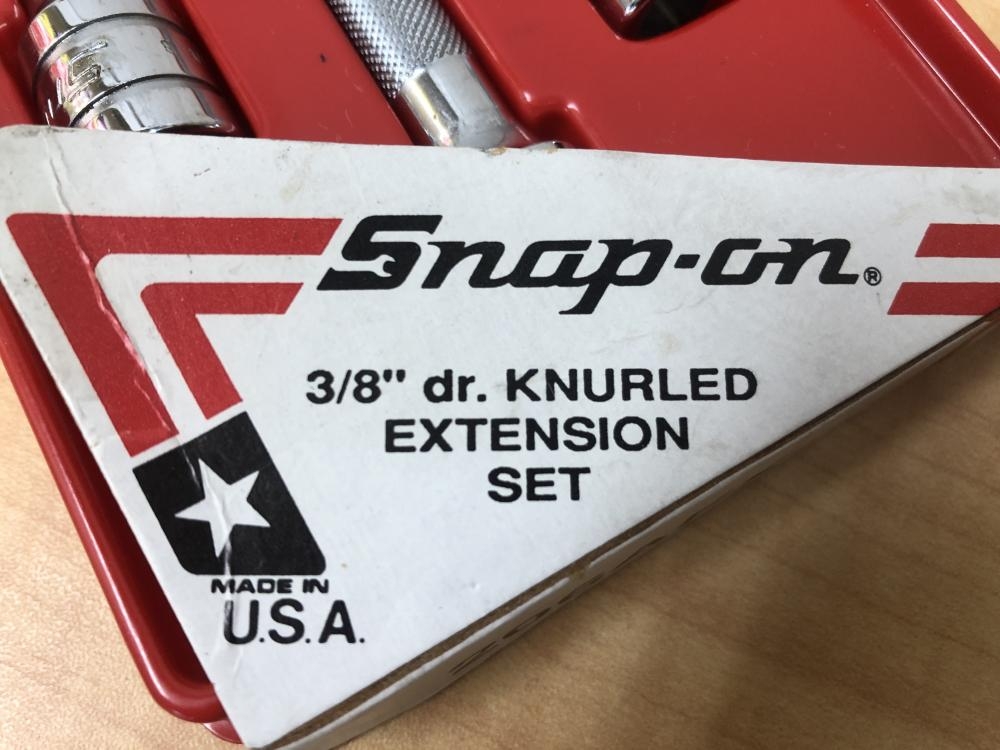 Snap-on®
3/8" dr. KNURLED
EXTENSION
SET
MADE IN
U.S.A.